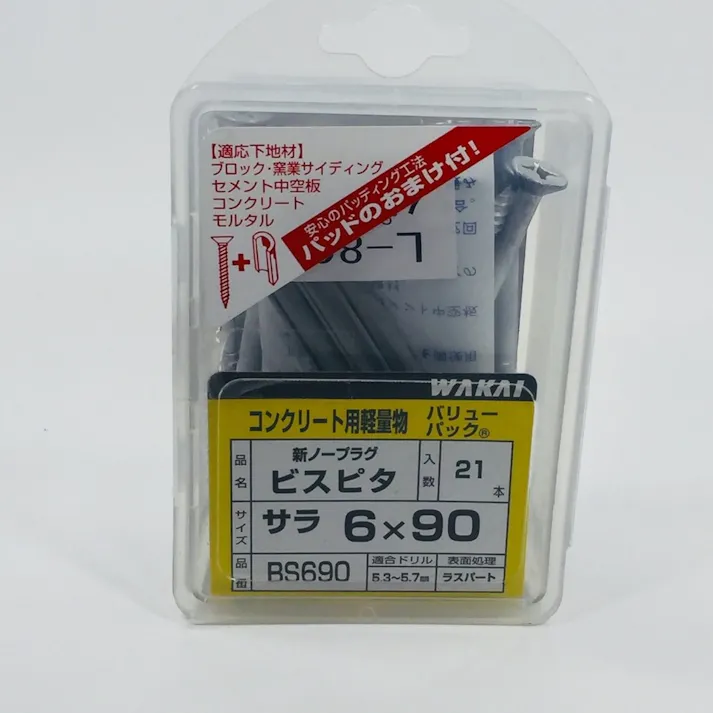 【適応下地材】
ブロック・窯業サイディング
セメント中空板
コンクリート
モルタル
安心のパッティング工法
パッドのおまけ付!
WAKAI
コンクリート用軽量物 バリューパック®
品名 新ノープラグ ビスピタ 入数 21本
サイズ サラ 6×90
品番 BS690 適合ドリル 5.3~5.7㎜ 表面処理 ラスパート